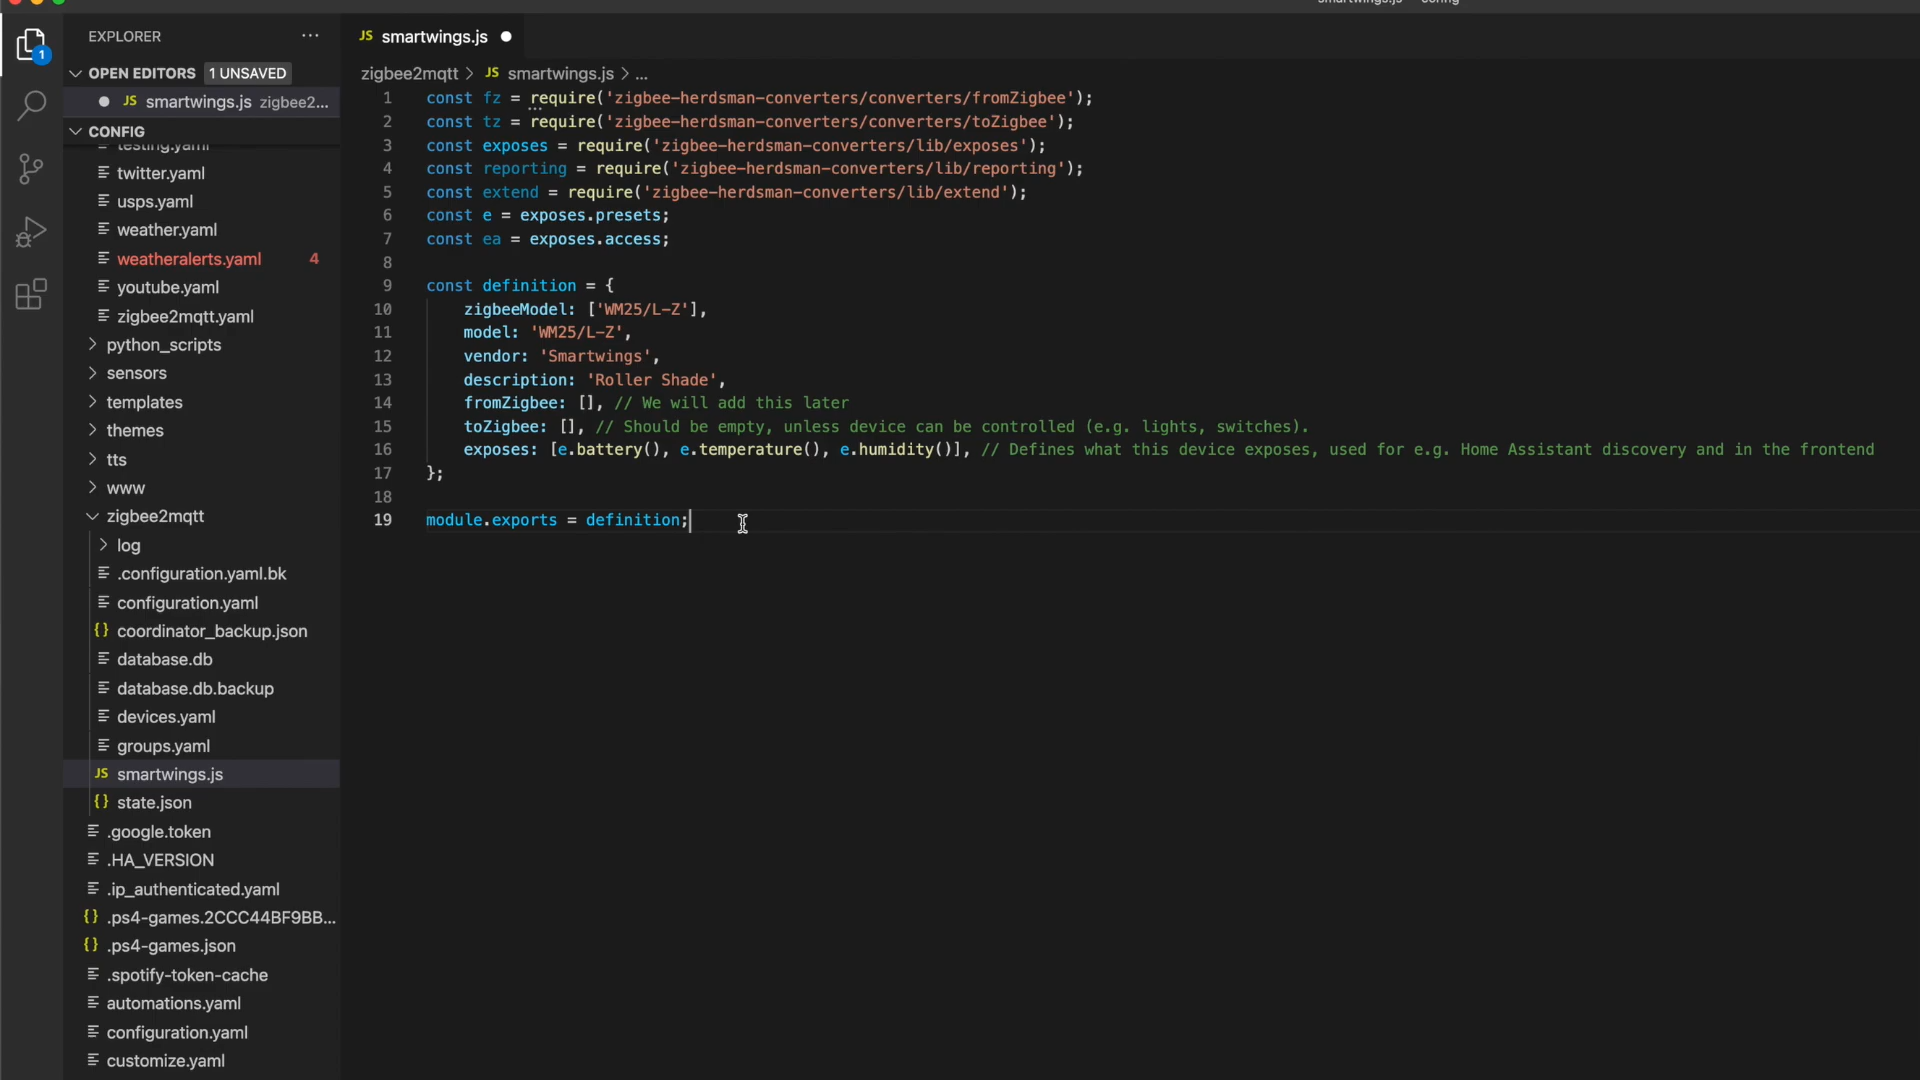 EXPLORER
OPEN EDITORS 1 UNSAVED
JS smartwings.js zigbee2...
CONFIG
testing.yaml
twitter.yaml
usps.yaml
weather.yaml
weatheralerts.yaml 4
youtube.yaml
zigbee2mqtt.yaml
python_scripts
sensors
templates
themes
tts
www
zigbee2mqtt
log
.configuration.yaml.bk
configuration.yaml
{} coordinator_backup.json
database.db
database.db.backup
devices.yaml
groups.yaml
JS smartwings.js
{} state.json
.google.token
.HA_VERSION
.ip_authenticated.yaml
{} .ps4-games.2CCC44BF9BB...
{} .ps4-games.json
.spotify-token-cache
automations.yaml
configuration.yaml
customize.yaml
1
JS smartwings.js
zigbee2mqtt > JS smartwings.js > ...
1 const fz = require('zigbee-herdsman-converters/converters/fromZigbee');
2 const tz = require('zigbee-herdsman-converters/converters/toZigbee');
3 const exposes = require('zigbee-herdsman-converters/lib/exposes');
4 const reporting = require('zigbee-herdsman-converters/lib/reporting');
5 const extend = require('zigbee-herdsman-converters/lib/extend');
6 const e = exposes.presets;
7 const ea = exposes.access;
8
9 const definition = {
10 zigbeeModel: ['WM25/L-Z'],
11 model: 'WM25/L-Z',
12 vendor: 'Smartwings',
13 description: 'Roller Shade',
14 fromZigbee: [], // We will add this later
15 toZigbee: [], // Should be empty, unless device can be controlled (e.g. lights, switches).
16 exposes: [e.battery(), e.temperature(), e.humidity()], // Defines what this device exposes, used for e.g. Home Assistant discovery and in the frontend
17 };
18
19 module.exports = definition;